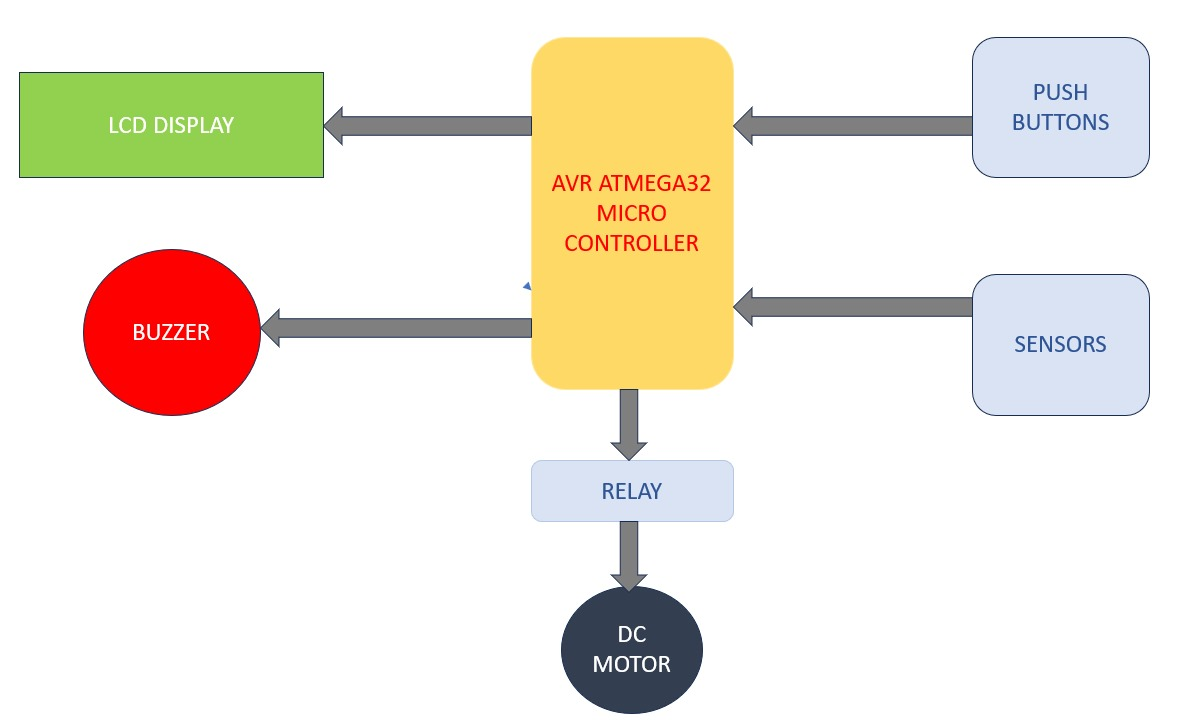 LCD DISPLAY
AVR ATMEGA32
MICRO
CONTROLLER
PUSH
BUTTONS
BUZZER
SENSORS
RELAY
DC
MOTOR